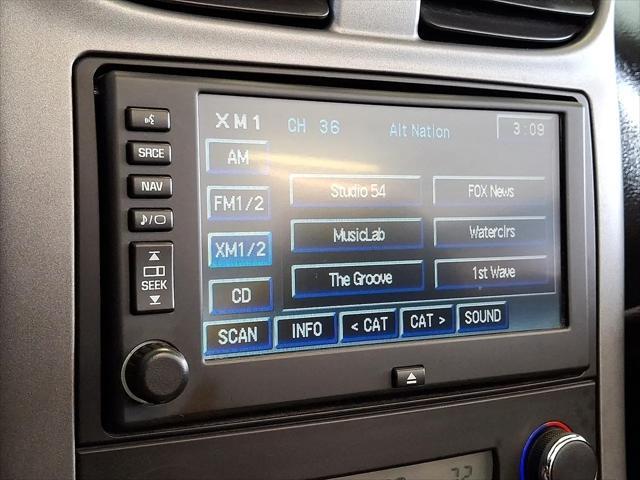 XM1 CH 36 Alt Nation 3:09
SRCE
NAV
SEEK
AM
FM1/2
XM1/2
CD
Studio 54 FOX News
MusicLab Waterclrs
The Groove 1st Wave
SCAN INFO < CAT CAT > SOUND